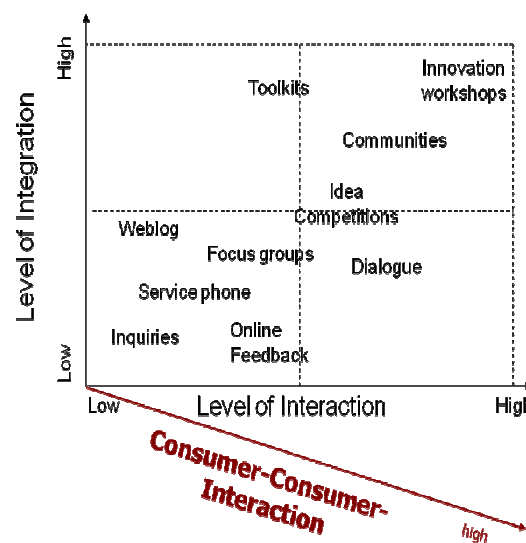 High
Innovation
workshops
Toolkits
Communities
Level of Integration
Idea
Competitions
Weblog
Focus groups
Dialogue
Service phone
Inquiries
Online
Feedback
Low
Low
Level of Interaction
High
Consumer-Consumer-
Interaction
high